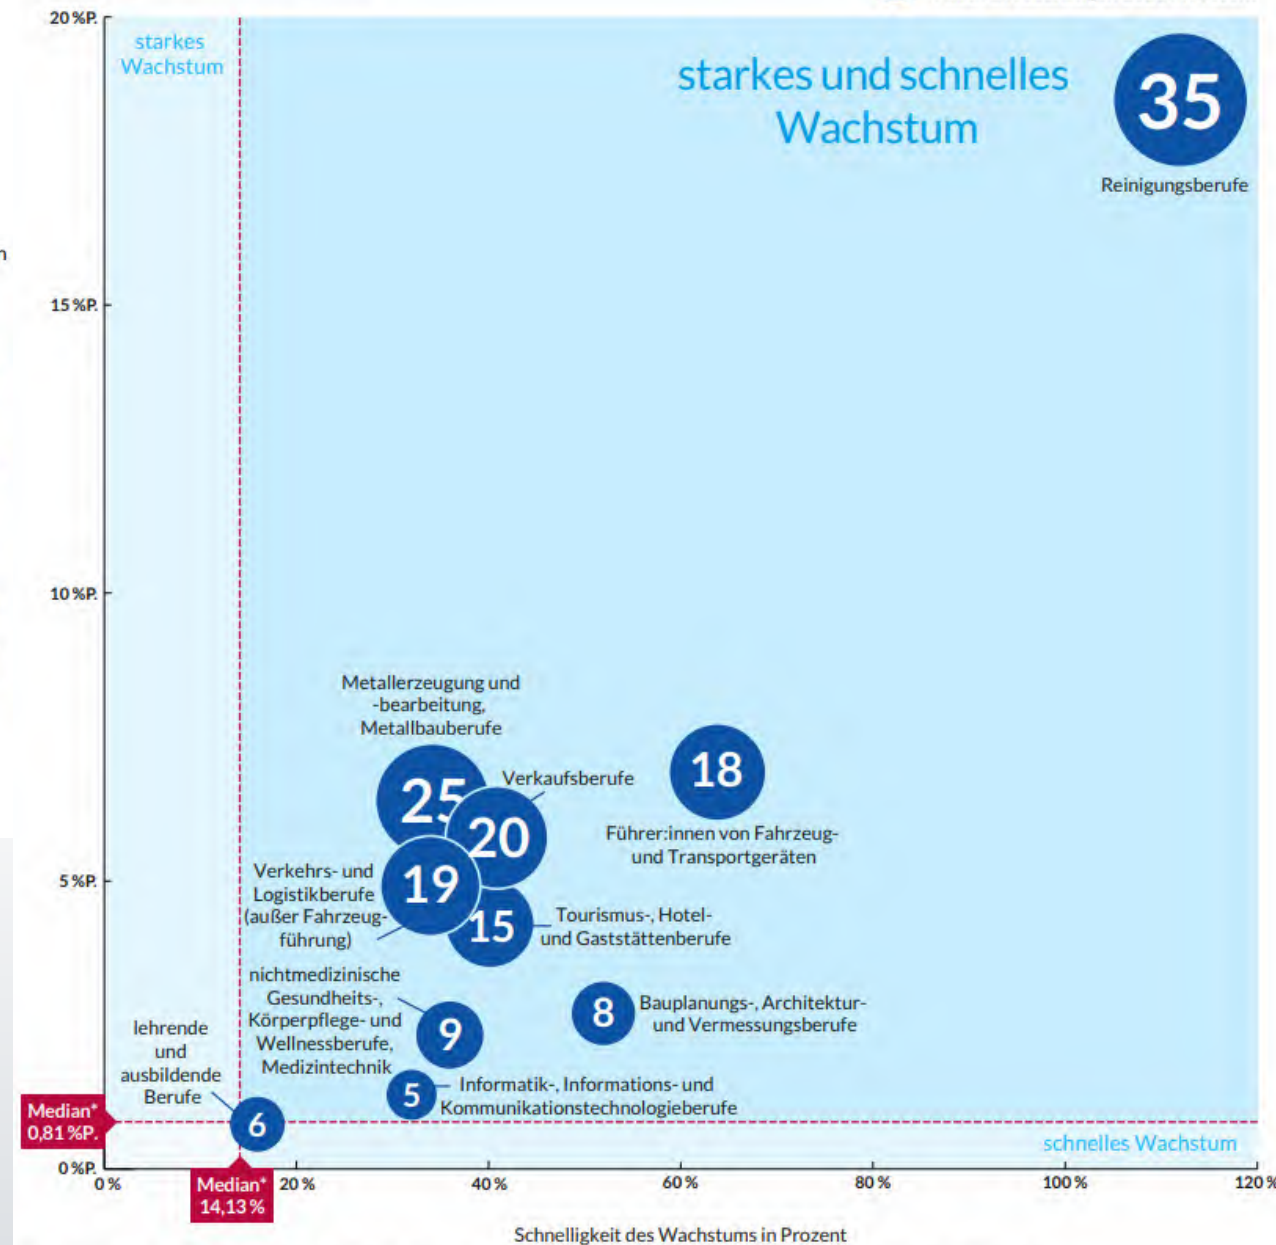 20 %P.
starkes
Wachstum
starkes und schnelles
Wachstum
35
Reinigungsberufe
15 %P.
10 %P.
Metallerzeugung und
-bearbeitung,
Metallbauberufe
25
Verkaufsberufe
20
18
Führer:innen von Fahrzeug-
und Transportgeräten
5 %P.
Verkehrs- und
Logistikberufe
(außer Fahrzeug-
führung)
19
15
Tourismus-, Hotel-
und Gaststättenberufe
nichtmedizinische
Gesundheits-,
Körperpflege- und
Wellnessberufe,
Medizintechnik
9
8
Bauplanungs-, Architektur-
und Vermessungsberufe
lehrende
und
ausbildende
Berufe
6
5
Informatik-, Informations- und
Kommunikationstechnologieberufe
Median*
0,81 %P.
schnelles Wachstum
0 %P.
0 %
Median*
14,13 %
20 %
40 %
60 %
80 %
100 %
120 %
Schnelligkeit des Wachstums in Prozent